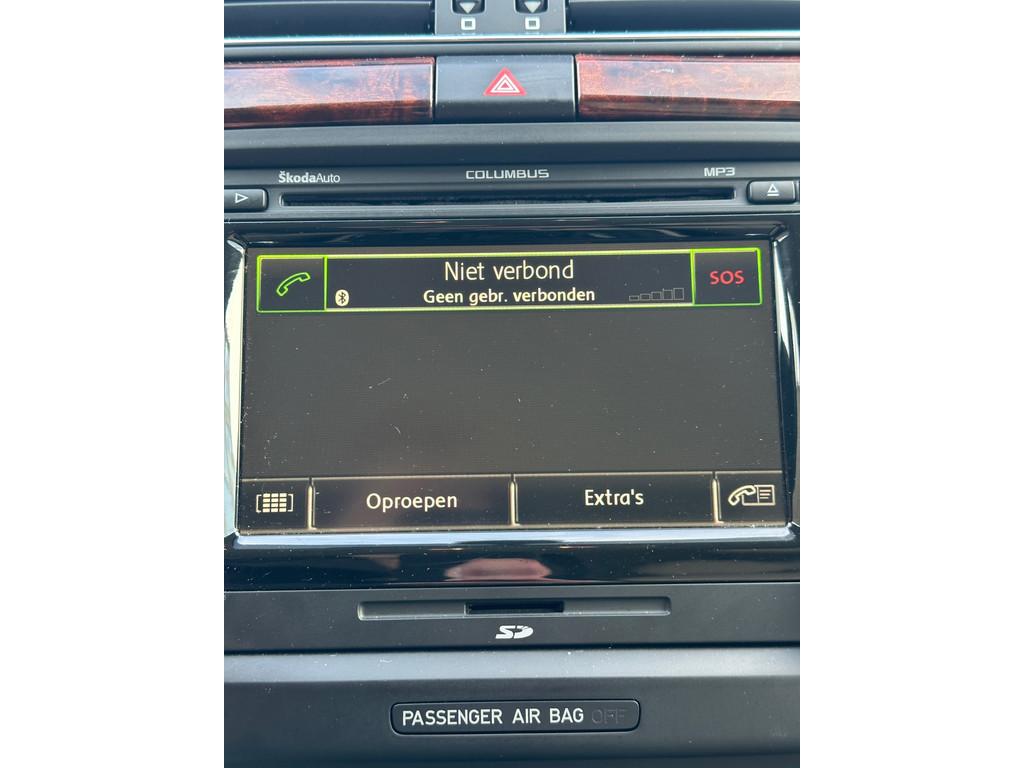 ŠkodaAuto COLUMBUS MP3
Niet verbond
Geen gebr. verbonden
SOS
Oproepen Extra's
SD
PASSENGER AIR BAG OFF